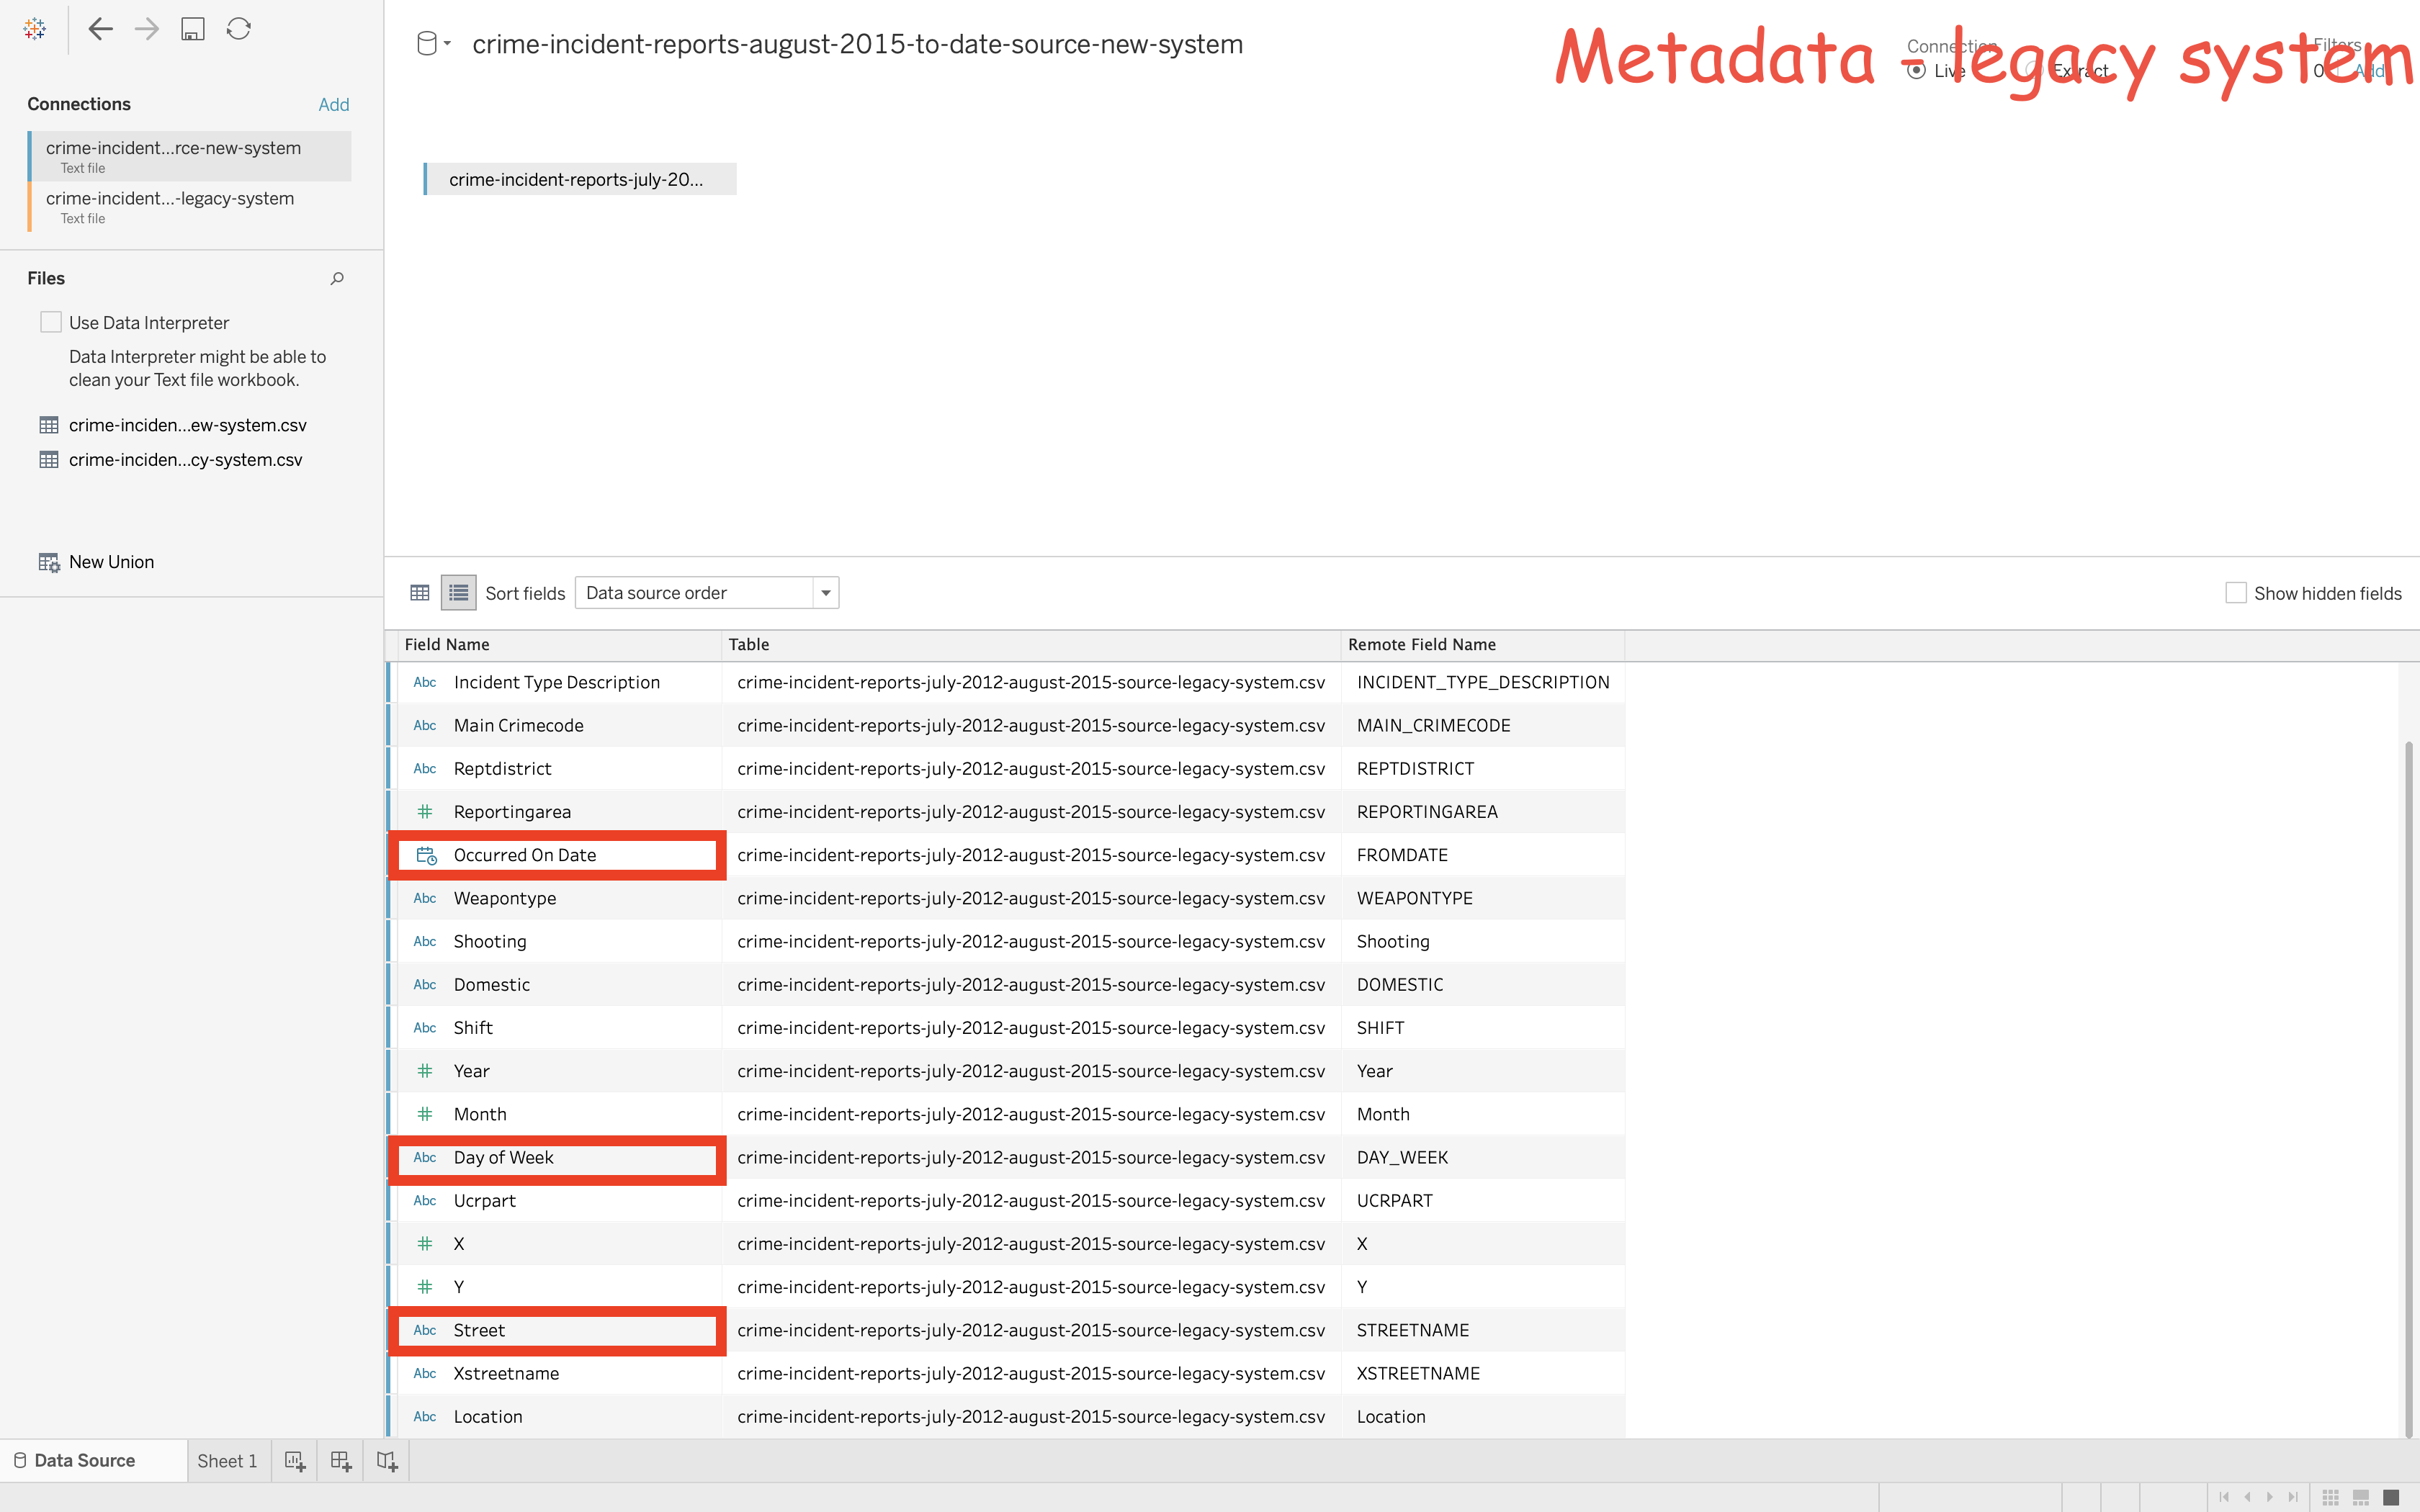 crime-incident-reports-august-2015-to-date-source-new-system
Metadata - legacy system
Connection
Live
Extract
Filters
0
Add
Connections
Add
crime-incident...rce-new-system
Text file
crime-incident...-legacy-system
Text file
crime-incident-reports-july-20...
Files
Use Data Interpreter
Data Interpreter might be able to
clean your Text file workbook.
crime-inciden...ew-system.csv
crime-inciden...cy-system.csv
New Union
Sort fields
Data source order
Show hidden fields
Field Name Table Remote Field Name
Abc Incident Type Description crime-incident-reports-july-2012-august-2015-source-legacy-system.csv INCIDENT_TYPE_DESCRIPTION
Abc Main Crimecode crime-incident-reports-july-2012-august-2015-source-legacy-system.csv MAIN_CRIMECODE
Abc Reptdistrict crime-incident-reports-july-2012-august-2015-source-legacy-system.csv REPTDISTRICT
# Reportingarea crime-incident-reports-july-2012-august-2015-source-legacy-system.csv REPORTINGAREA
Occurred On Date crime-incident-reports-july-2012-august-2015-source-legacy-system.csv FROMDATE
Abc Weapontype crime-incident-reports-july-2012-august-2015-source-legacy-system.csv WEAPONTYPE
Abc Shooting crime-incident-reports-july-2012-august-2015-source-legacy-system.csv Shooting
Abc Domestic crime-incident-reports-july-2012-august-2015-source-legacy-system.csv DOMESTIC
Abc Shift crime-incident-reports-july-2012-august-2015-source-legacy-system.csv SHIFT
# Year crime-incident-reports-july-2012-august-2015-source-legacy-system.csv Year
# Month crime-incident-reports-july-2012-august-2015-source-legacy-system.csv Month
Abc Day of Week crime-incident-reports-july-2012-august-2015-source-legacy-system.csv DAY_WEEK
Abc Ucrpart crime-incident-reports-july-2012-august-2015-source-legacy-system.csv UCRPART
# X crime-incident-reports-july-2012-august-2015-source-legacy-system.csv X
# Y crime-incident-reports-july-2012-august-2015-source-legacy-system.csv Y
Abc Street crime-incident-reports-july-2012-august-2015-source-legacy-system.csv STREETNAME
Abc Xstreetname crime-incident-reports-july-2012-august-2015-source-legacy-system.csv XSTREETNAME
Abc Location crime-incident-reports-july-2012-august-2015-source-legacy-system.csv Location
Data Source
Sheet 1